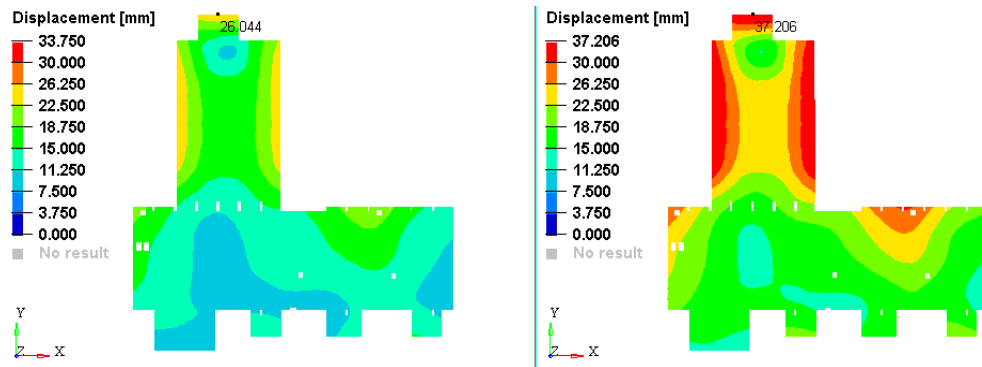 Displacement [mm]
26.044
33.750
30.000
26.250
22.500
18.750
15.000
11.250
7.500
3.750
0.000
No result
Y
Z
X
Displacement [mm]
37.206
37.206
30.000
26.250
22.500
18.750
15.000
11.250
7.500
3.750
0.000
No result
Y
Z
X